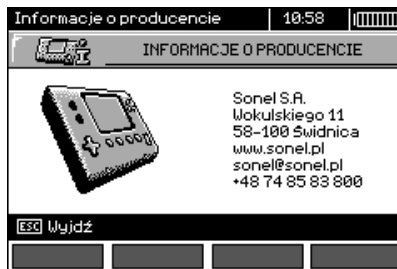 Informacje o producencie 10:58
INFORMACJE O PRODUCENCIE
Sonel S.A.
Wokulskiego 11
58-100 Świdnica
www.sonel.pl
sonel@sonel.pl
+48 74 85 83 800
ESC Wyjdź